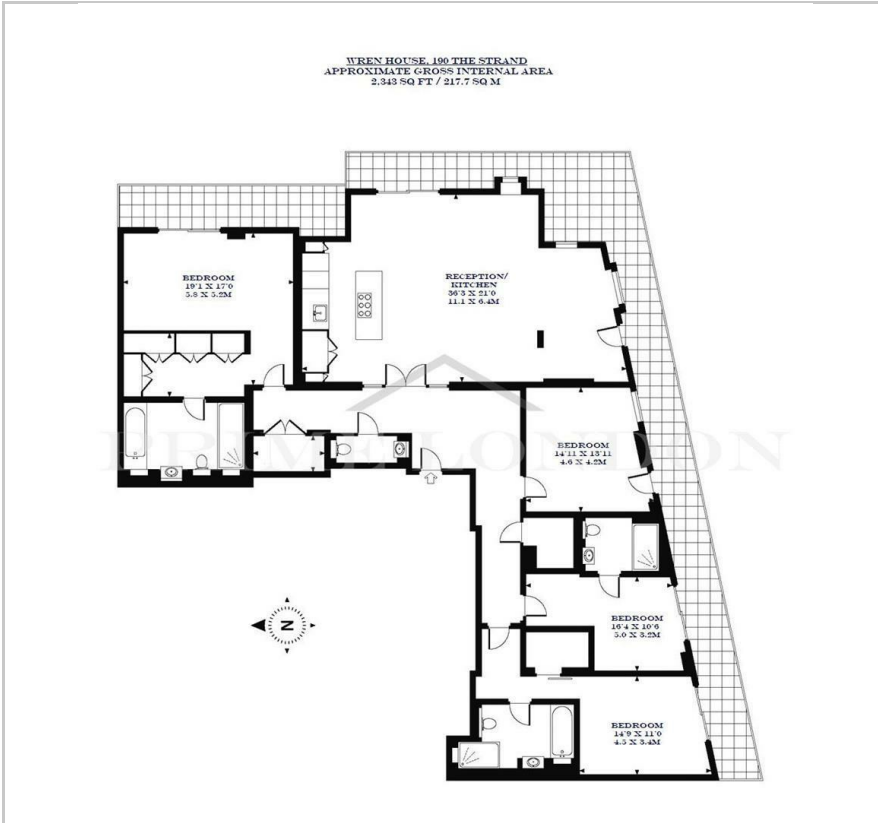 WREN HOUSE, 190 THE STRAND
APPROXIMATE GROSS INTERNAL AREA
2,343 SQ FT / 217.7 SQ M
BEDROOM
19'1 X 17'0
5.8 X 5.2M
RECEPTION/
KITCHEN
36'3 X 21'0
11.1 X 6.4M
PRIME LONDON
BEDROOM
14'11 X 13'11
4.6 X 4.2M
N
BEDROOM
16'4 X 10'6
5.0 X 3.2M
BEDROOM
14'9 X 11'0
4.5 X 3.4M